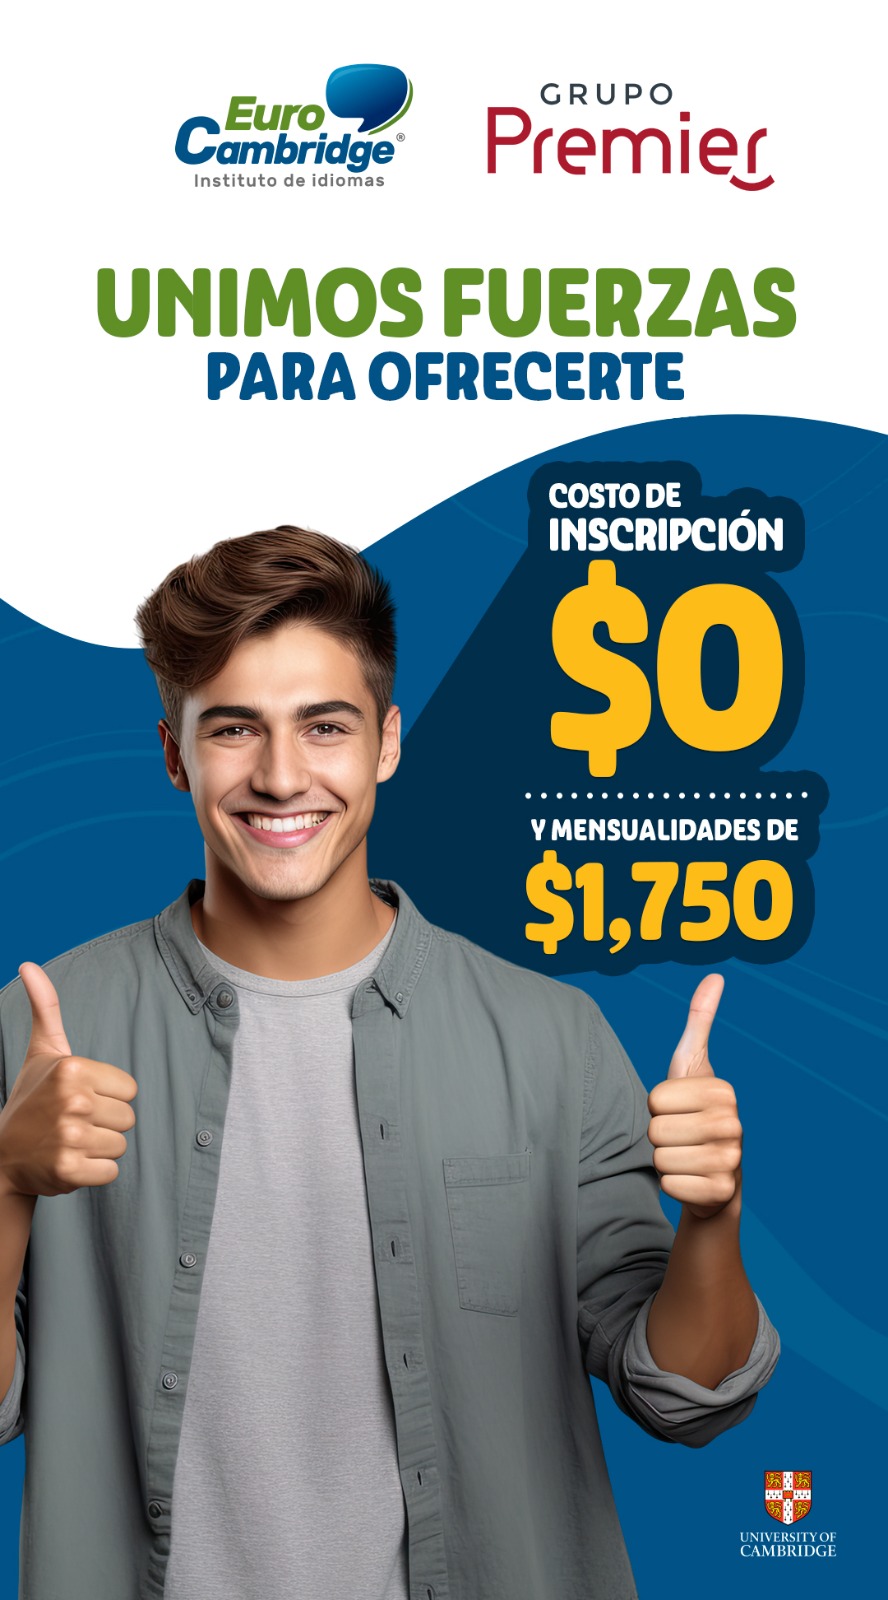 Euro
Cambridge®
Instituto de idiomas
GRUPO
Premier
UNIMOS FUERZAS
PARA OFRECERTE
COSTO DE
INSCRIPCIÓN
$0
Y MENSUALIDADES DE
$1,750
UNIVERSITY OF
CAMBRIDGE